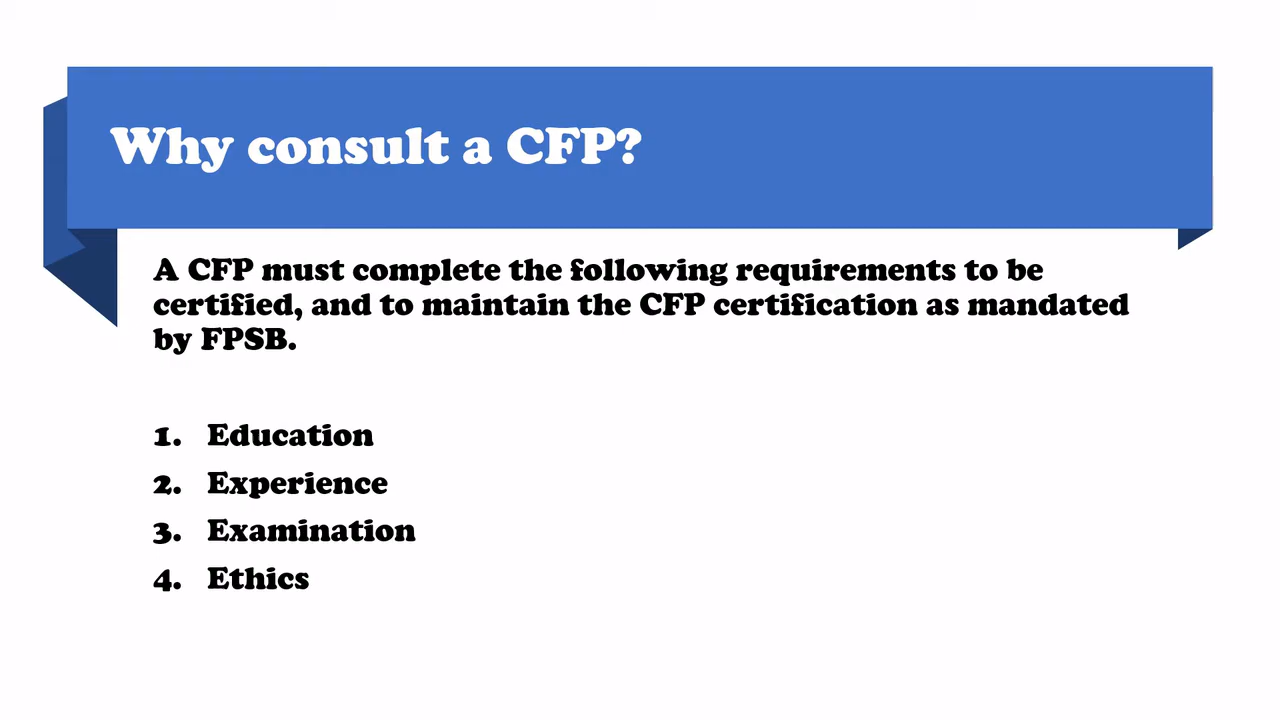 Why consult a CFP?
A CFP must complete the following requirements to be
certified, and to maintain the CFP certification as mandated
by FPSB.
1. Education
2. Experience
3. Examination
4. Ethics